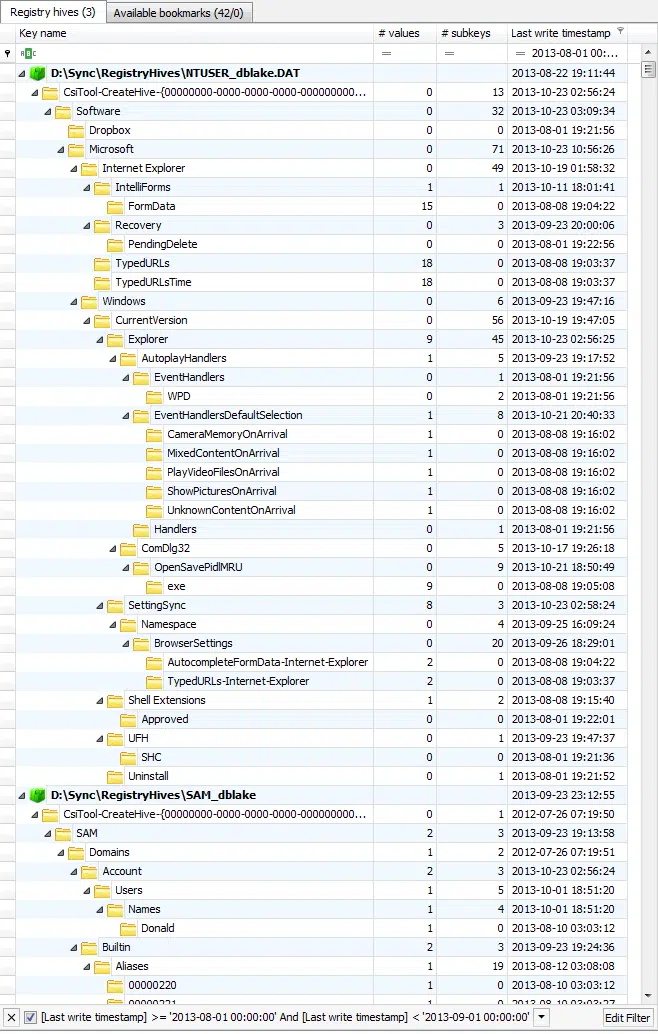 Registry hives (3) Available bookmarks (42/0)
Key name # values # subkeys Last write timestamp
ABC = = = 2013-08-01 00:...
D:\Sync\RegistryHives\NTUSER_dblake.DAT 2013-08-22 19:11:44
CsiTool-CreateHive-{00000000-0000-0000-0000-000000000... 0 13 2013-10-23 02:56:24
Software 0 32 2013-10-23 03:09:34
Dropbox 0 0 2013-08-01 19:21:56
Microsoft 0 71 2013-10-23 10:56:26
Internet Explorer 0 49 2013-10-19 01:58:32
IntelliForms 1 1 2013-10-11 18:01:41
FormData 15 0 2013-08-08 19:04:22
Recovery 0 3 2013-09-23 20:00:06
PendingDelete 0 0 2013-08-01 19:22:56
TypedURLs 18 0 2013-08-08 19:03:37
TypedURLsTime 18 0 2013-08-08 19:03:37
Windows 0 6 2013-09-23 19:47:16
CurrentVersion 0 56 2013-10-19 19:47:05
Explorer 9 45 2013-10-23 02:56:25
AutoplayHandlers 1 5 2013-09-23 19:17:52
EventHandlers 0 1 2013-08-01 19:21:56
WPD 0 2 2013-08-01 19:21:56
EventHandlersDefaultSelection 1 8 2013-10-21 20:40:33
CameraMemoryOnArrival 1 0 2013-08-08 19:16:02
MixedContentOnArrival 1 0 2013-08-08 19:16:02
PlayVideoFilesOnArrival 1 0 2013-08-08 19:16:02
ShowPicturesOnArrival 1 0 2013-08-08 19:16:02
UnknownContentOnArrival 1 0 2013-08-08 19:16:02
Handlers 0 1 2013-08-01 19:21:56
ComDlg32 0 5 2013-10-17 19:26:18
OpenSavePidlMRU 0 9 2013-10-21 18:50:49
exe 9 0 2013-08-08 19:05:08
SettingSync 8 3 2013-10-23 02:58:24
Namespace 0 4 2013-09-25 16:09:24
BrowserSettings 0 20 2013-09-26 18:29:01
AutocompleteFormData-Internet-Explorer 2 0 2013-08-08 19:04:22
TypedURLs-Internet-Explorer 2 0 2013-08-08 19:03:37
Shell Extensions 1 2 2013-08-08 19:15:40
Approved 0 0 2013-08-01 19:22:01
UFH 0 1 2013-09-23 19:47:37
SHC 0 0 2013-08-01 19:21:36
Uninstall 0 1 2013-08-01 19:21:52
D:\Sync\RegistryHives\SAM_dblake 2013-09-23 23:12:55
CsiTool-CreateHive-{00000000-0000-0000-0000-000000000... 0 1 2012-07-26 07:19:50
SAM 2 3 2013-09-23 19:13:58
Domains 1 2 2012-07-26 07:19:51
Account 2 3 2013-10-23 02:56:24
Users 1 5 2013-10-01 18:51:20
Names 1 4 2013-10-01 18:51:20
Donald 1 0 2013-08-10 03:03:12
Builtin 2 3 2013-09-23 19:24:36
Aliases 1 19 2013-08-12 03:08:08
00000220 1 0 2013-08-10 03:03:12
00000221 1 0 2013-08-10 03:03:27
[Last write timestamp] >= '2013-08-01 00:00:00' And [Last write timestamp] < '2013-09-01 00:00:00' Edit Filter